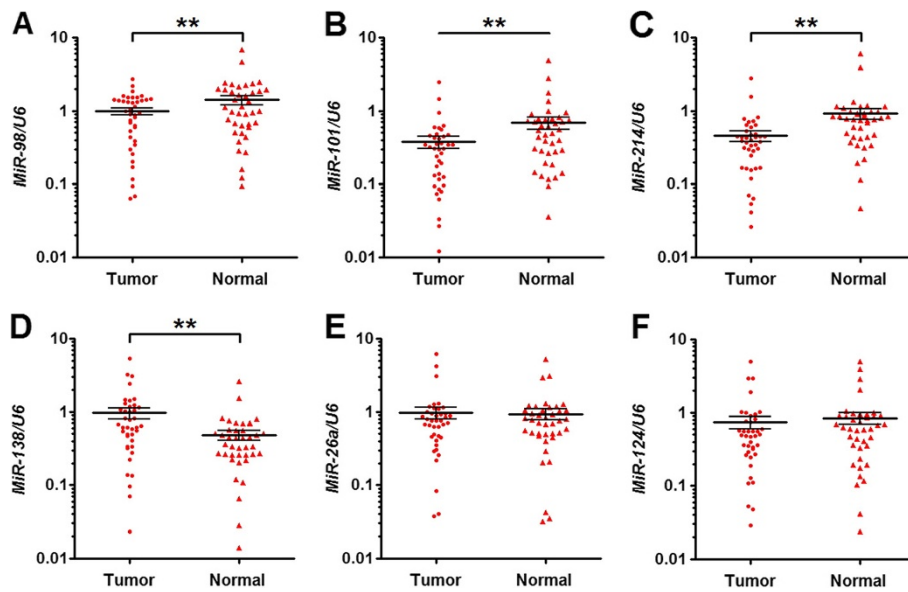 A
**
MiR-98/U6
10
1
0.1
0.01
Tumor Normal
B
**
MiR-101/U6
10
1
0.1
0.01
Tumor Normal
C
**
MiR-214/U6
10
1
0.1
0.01
Tumor Normal
D
**
MiR-138/U6
10
1
0.1
0.01
Tumor Normal
E
MiR-26a/U6
10
1
0.1
0.01
Tumor Normal
F
MiR-124/U6
10
1
0.1
0.01
Tumor Normal